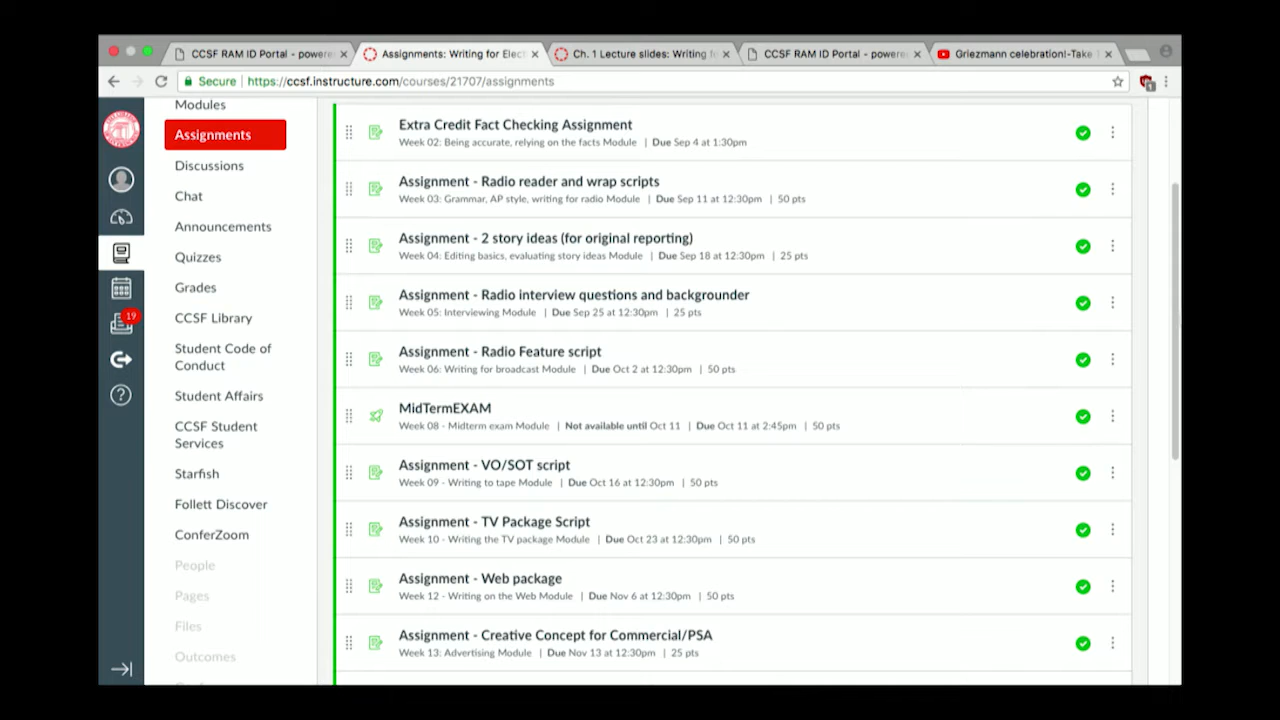 CCSF RAM ID Portal - powere
Assignments: Writing for Elect
Ch. 1 Lecture slides: Writing fo
CCSF RAM ID Portal - powere
Griezmann celebration!-Take
Secure
https://ccsf.instructure.com/courses/21707/assignments
1
19
Modules
Assignments
Discussions
Chat
Announcements
Quizzes
Grades
CCSF Library
Student Code of
Conduct
Student Affairs
CCSF Student
Services
Starfish
Follett Discover
ConferZoom
People
Pages
Files
Outcomes
Extra Credit Fact Checking Assignment
Week 02: Being accurate, relying on the facts Module | Due Sep 4 at 1:30pm
Assignment - Radio reader and wrap scripts
Week 03: Grammar, AP style, writing for radio Module | Due Sep 11 at 12:30pm | 50 pts
Assignment - 2 story ideas (for original reporting)
Week 04: Editing basics, evaluating story ideas Module | Due Sep 18 at 12:30pm | 25 pts
Assignment - Radio interview questions and backgrounder
Week 05: Interviewing Module | Due Sep 25 at 12:30pm | 25 pts
Assignment - Radio Feature script
Week 06: Writing for broadcast Module | Due Oct 2 at 12:30pm | 50 pts
MidTermEXAM
Week 08 - Midterm exam Module | Not available until Oct 11 | Due Oct 11 at 2:45pm | 50 pts
Assignment - VO/SOT script
Week 09 - Writing to tape Module | Due Oct 16 at 12:30pm | 50 pts
Assignment - TV Package Script
Week 10 - Writing the TV package Module | Due Oct 23 at 12:30pm | 50 pts
Assignment - Web package
Week 12 - Writing on the Web Module | Due Nov 6 at 12:30pm | 50 pts
Assignment - Creative Concept for Commercial/PSA
Week 13: Advertising Module | Due Nov 13 at 12:30pm | 25 pts